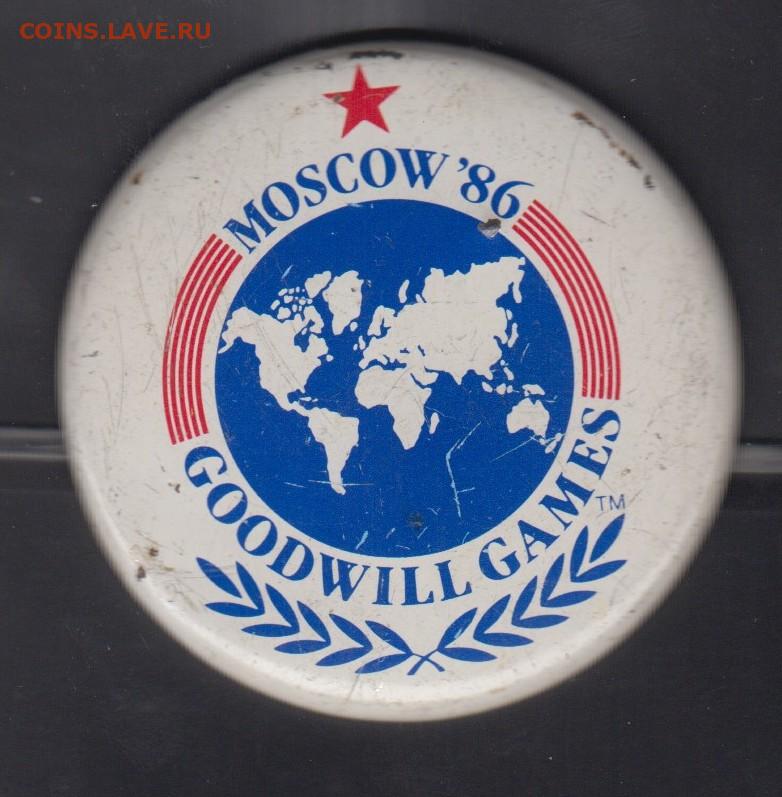 COINS.LAVE.RU
MOSCOW '86
GOODWILL GAMES
TM